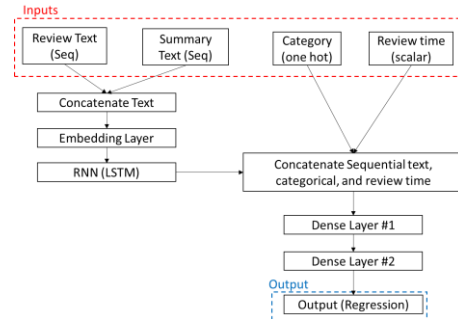 Inputs
Review Text
(Seq)
Summary
Text (Seq)
Category
(one hot)
Review time
(scalar)
Concatenate Text
Embedding Layer
RNN (LSTM)
Concatenate Sequential text,
categorical, and review time
Dense Layer #1
Dense Layer #2
Output
Output (Regression)